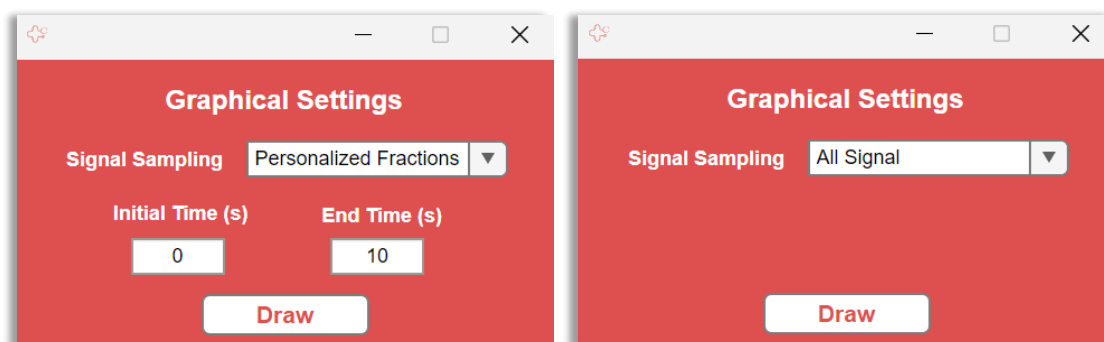 Graphical Settings
Signal Sampling Personalized Fractions
Initial Time (s) End Time (s)
0 10
Draw
Graphical Settings
Signal Sampling All Signal
Draw